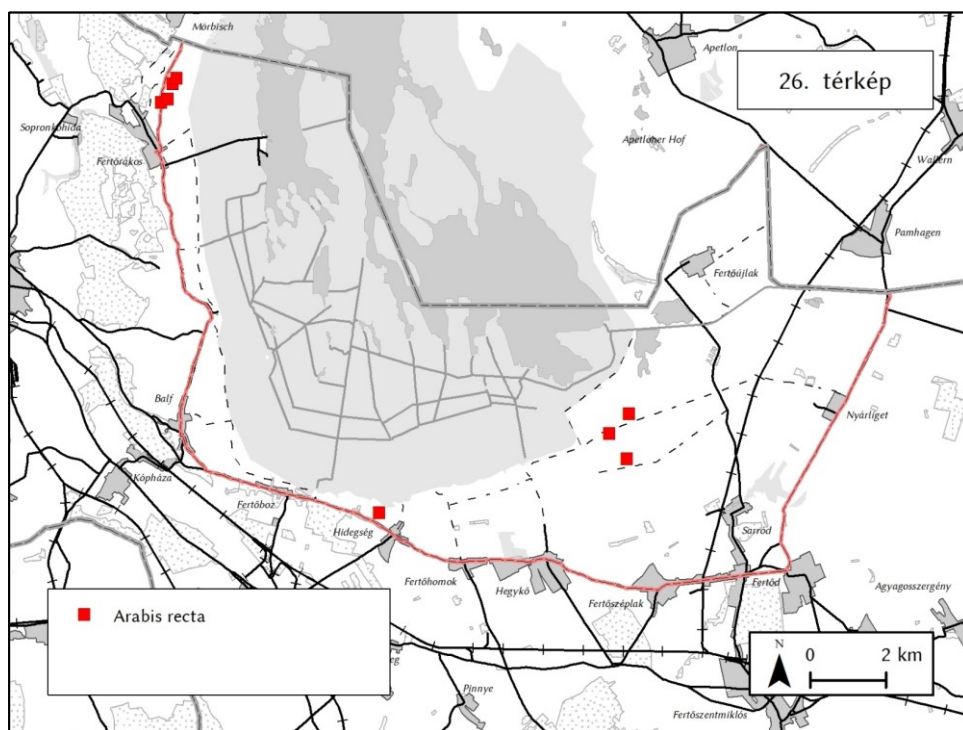 Mörbisch
Apetlon
26. térkép
Sopronkőhida
Fertőrákos
Apetloner Hof
Wallern
Pamhagen
Fertőújlak
Balf
Nyárliget
Kópháza
Fertőboz
Hidegség
Sarród
Fertőhomok
Hegykő
Fertőszéplak
Fertőd
Agyagosszergény
Arabis recta
N
0 2 km
Pinnye
Fertőszentmiklós